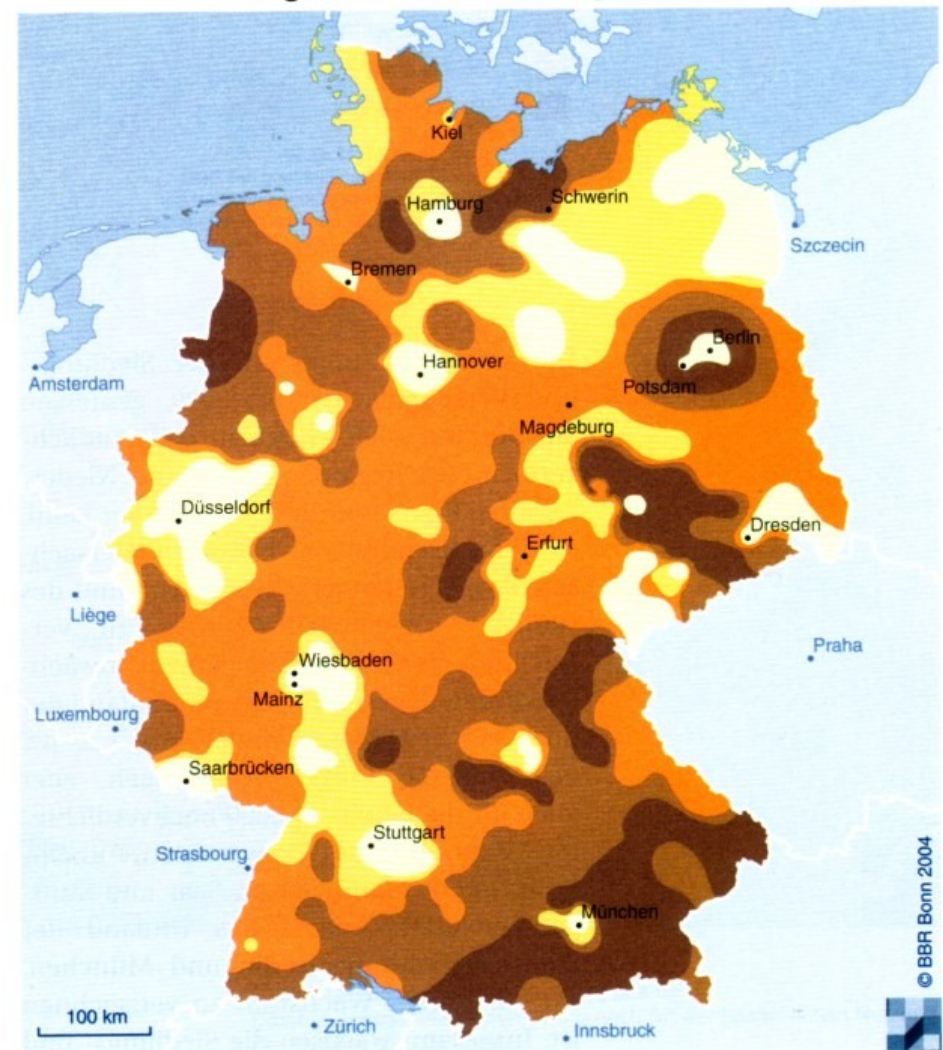 Kiel
Hamburg
Schwerin
Szczecin
Bremen
Berlin
Hannover
Amsterdam
Potsdam
Magdeburg
Düsseldorf
Dresden
Erfurt
Liège
Praha
Wiesbaden
Mainz
Luxembourg
Saarbrücken
Stuttgart
Strasbourg
München
© BBR Bonn 2004
100 km
Zürich
Innsbruck